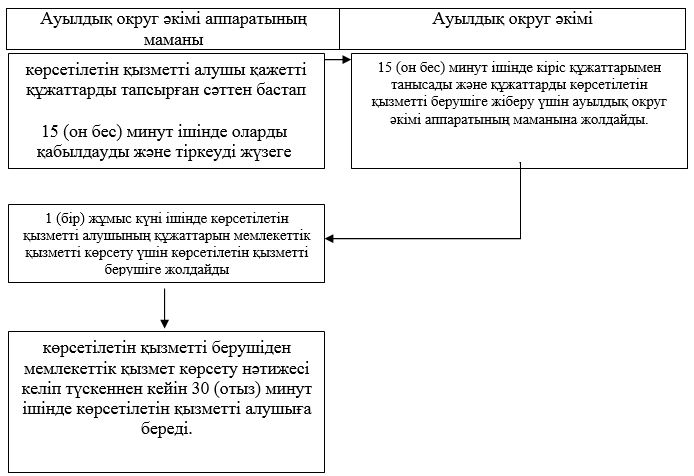 Ауылдық округ әкімі аппаратының
маманы
Ауылдық округ әкімі
көрсетілетін қызметті алушы қажетті
құжаттарды тапсырған сәттен бастап
15 (он бес) минут ішінде оларды
қабылдауды және тіркеуді жүзеге
15 (он бес) минут ішінде кіріс құжаттарымен
танысады және құжаттарды көрсетілетін
қызметті берушіге жіберу үшін ауылдық округ
әкімі аппаратының маманына жолдайды.
1 (бір) жұмыс күні ішінде көрсетілетін
қызметті алушының құжаттарын мемлекеттік
қызметті көрсету үшін көрсетілетін қызметті
берушіге жолдайды
көрсетілетін қызметті берушіден
мемлекеттік қызмет көрсету нәтижесі
келіп түскеннен кейін 30 (отыз) минут
ішінде көрсетілетін қызметті алушыға
береді.